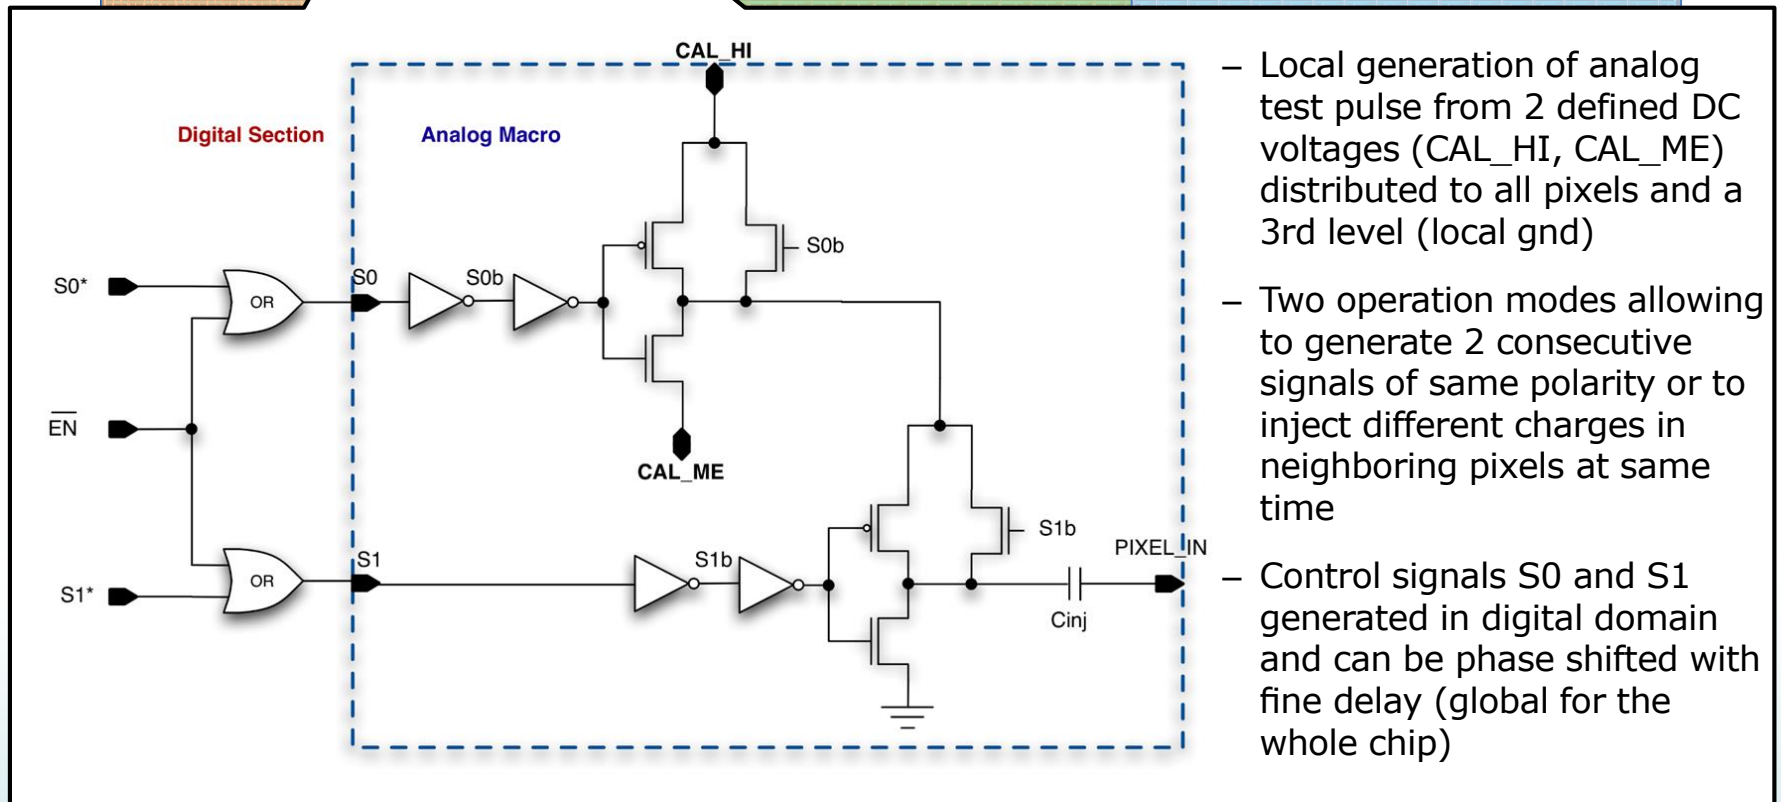 CAL_HI
Digital Section
Analog Macro
S0b
S0*
OR
S0
S0b
EN
CAL_ME
S1b
PIXEL_IN
S1*
OR
S1
S1b
Cinj
– Local generation of analog
test pulse from 2 defined DC
voltages (CAL_HI, CAL_ME)
distributed to all pixels and a
3rd level (local gnd)
– Two operation modes allowing
to generate 2 consecutive
signals of same polarity or to
inject different charges in
neighboring pixels at same
time
– Control signals S0 and S1
generated in digital domain
and can be phase shifted with
fine delay (global for the
whole chip)